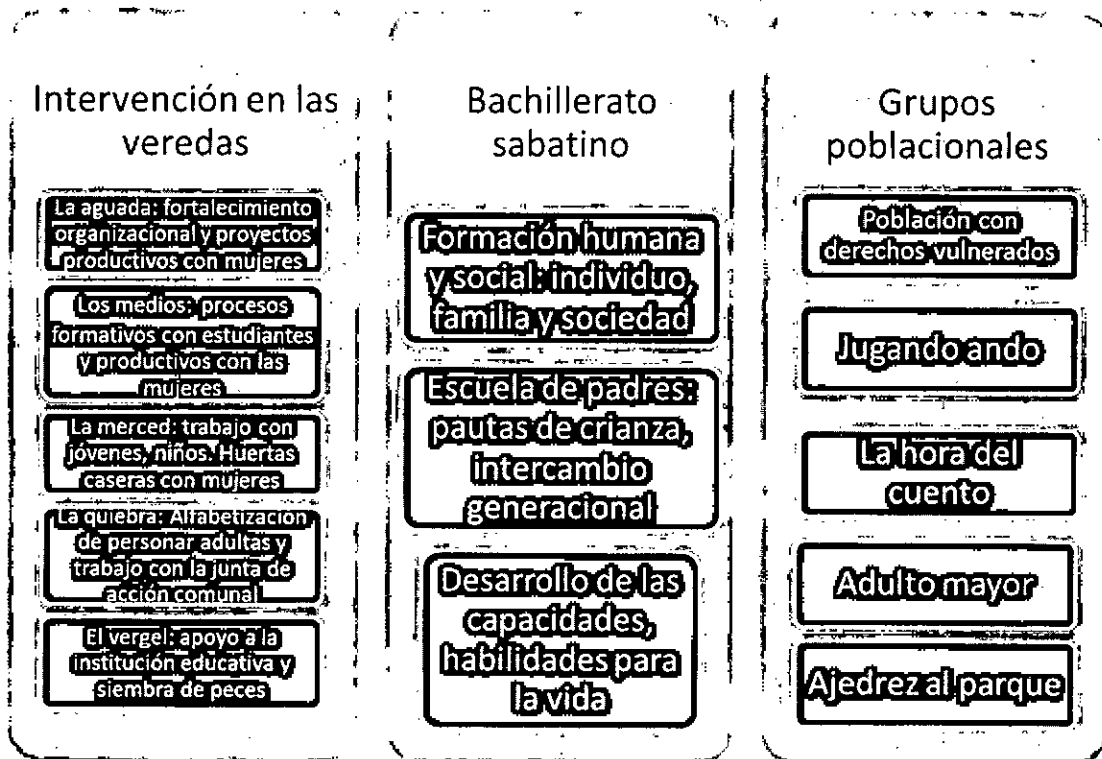 Intervención en las
veredas
La aguada: fortalecimiento
organizacional y proyectos
productivos con mujeres
Los medios: procesos
formativos con estudiantes
y productivos con las
mujeres
La merced: trabajo con
jóvenes, niños. Huertas
caseras con mujeres
La quiebra: Alfabetización
de personar adultas y
trabajo con la junta de
acción comunal
El vergel: apoyo a la
institución educativa y
siembra de peces
Bachillerato
sabatino
Formación humana
y social: individuo,
familia y sociedad
Escuela de padres:
pautas de crianza,
intercambio
generacional
Desarrollo de las
capacidades,
habilidades para
la vida
Grupos
poblacionales
Población con
derechos vulnerados
Jugando ando
La hora del
cuento
Adulto mayor
Ajedrez al parque